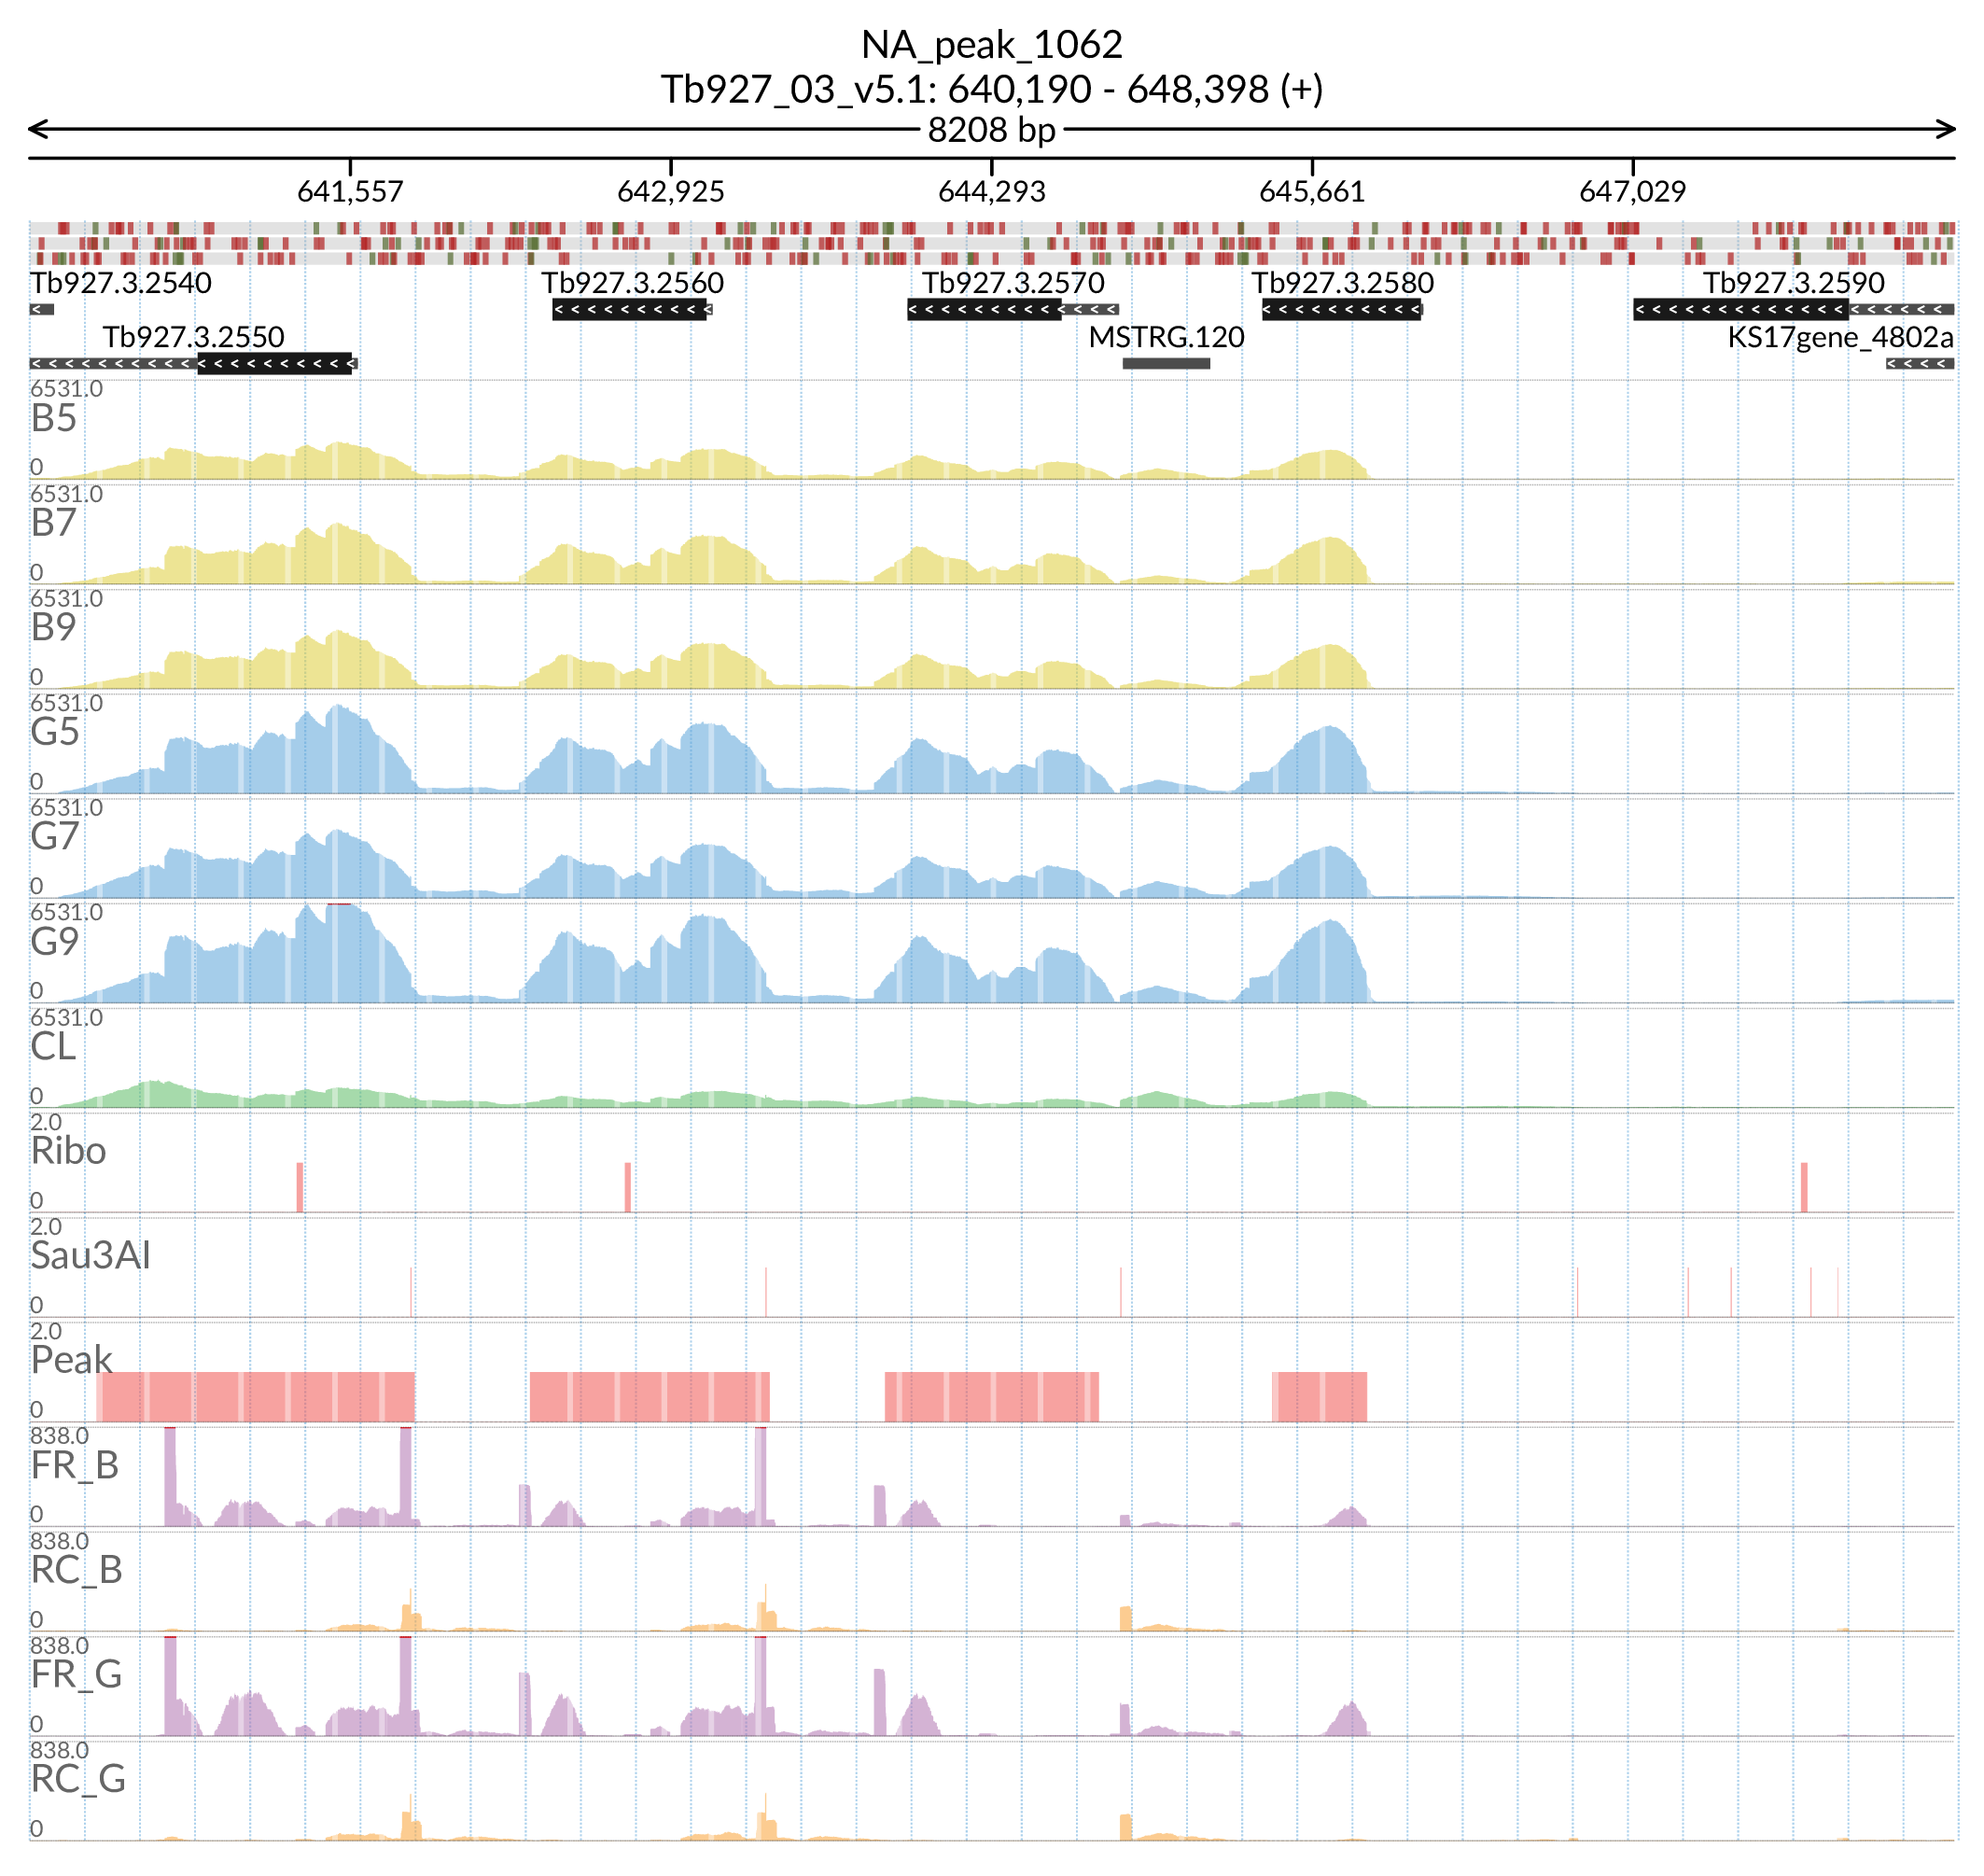 NA_peak_1062
Tb927_03_v5.1: 640,190 - 648,398 (+)
8208 bp
641,557 642,925 644,293 645,661 647,029
Tb927.3.2540 Tb927.3.2560 Tb927.3.2570 Tb927.3.2580 Tb927.3.2590
Tb927.3.2550 MSTRG.120 KS17gene_4802a
6531.0
B5
0
6531.0
B7
0
6531.0
B9
0
6531.0
G5
0
6531.0
G7
0
6531.0
G9
0
6531.0
CL
0
2.0
Ribo
0
2.0
Sau3AI
0
2.0
Peak
0
838.0
FR_B
0
838.0
RC_B
0
838.0
FR_G
0
838.0
RC_G
0